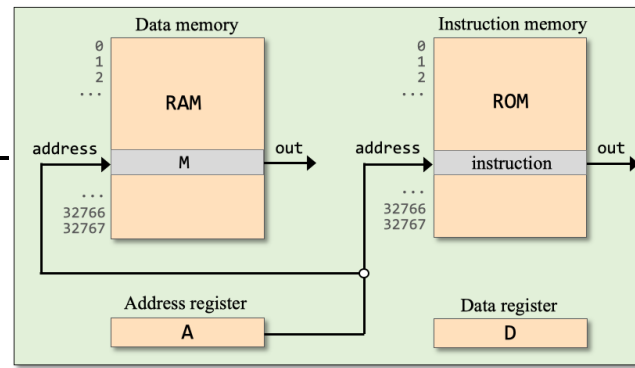 Data memory
0
1
2
...
RAM
address
M
out
...
32766
32767
Instruction memory
0
1
2
...
ROM
address
instruction
out
...
32766
32767
Address register
A
Data register
D